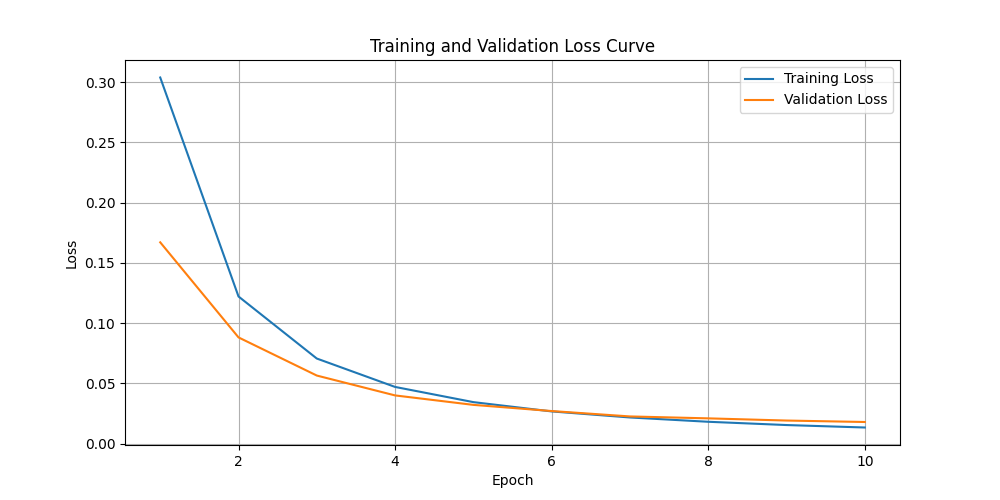 Training and Validation Loss Curve
Training Loss
Validation Loss
0.30
0.25
0.20
0.15
0.10
0.05
0.00
Loss
2
4
6
8
10
Epoch